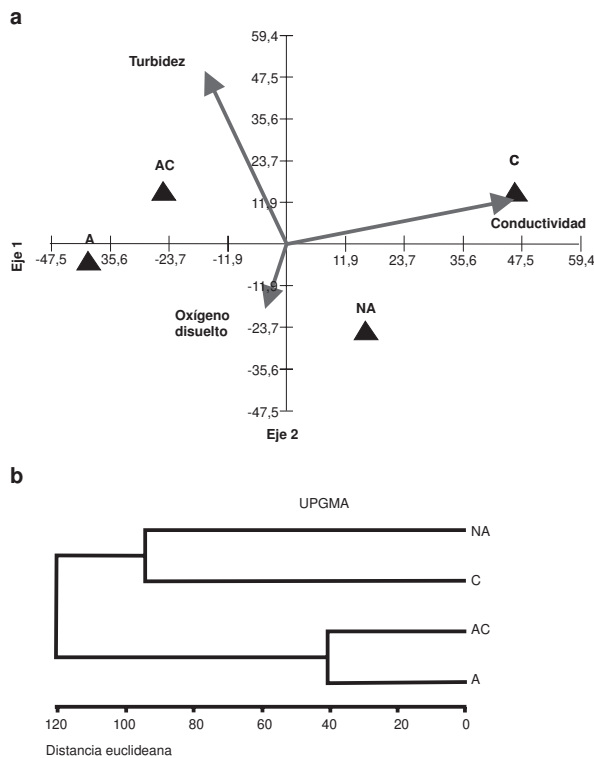 a
59,4
Turbidez
47,5
35,6
AC
23,7
C
11,9
Conductividad
A
Eje 1
-47,5 35,6 -23,7 -11,9 11,9 23,7 35,6 47,5 59,4
-11,9
Oxígeno
disuelto
NA
-23,7
-35,6
-47,5
Eje 2
b
UPGMA
NA
C
AC
A
120 100 80 60 40 20 0
Distancia euclideana